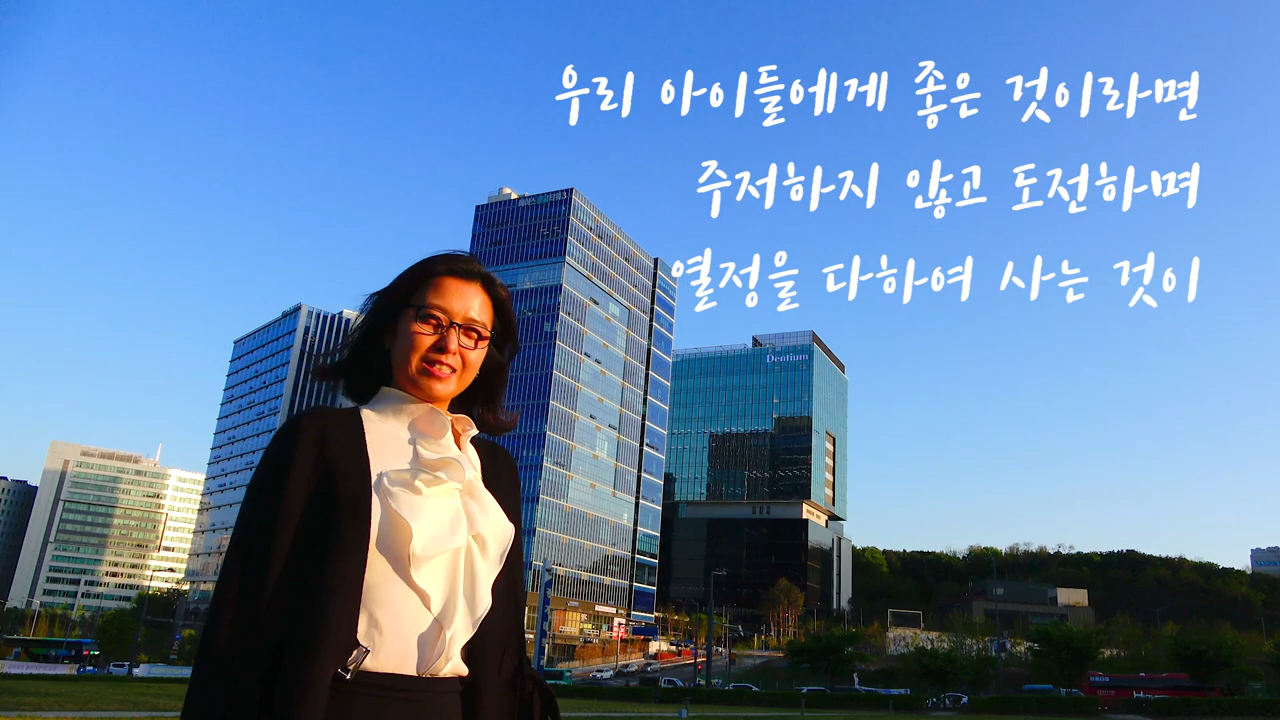 우리 아이들에게 좋은 것이라면
주저하지 않고 도전하며
열정을 다하여 사는 것이
Dentium